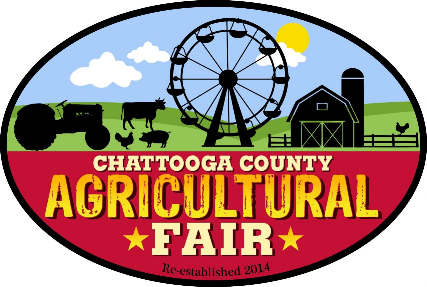 CHATTOOGA COUNTY
AGRICULTURAL
FAIR
Re-established 2014